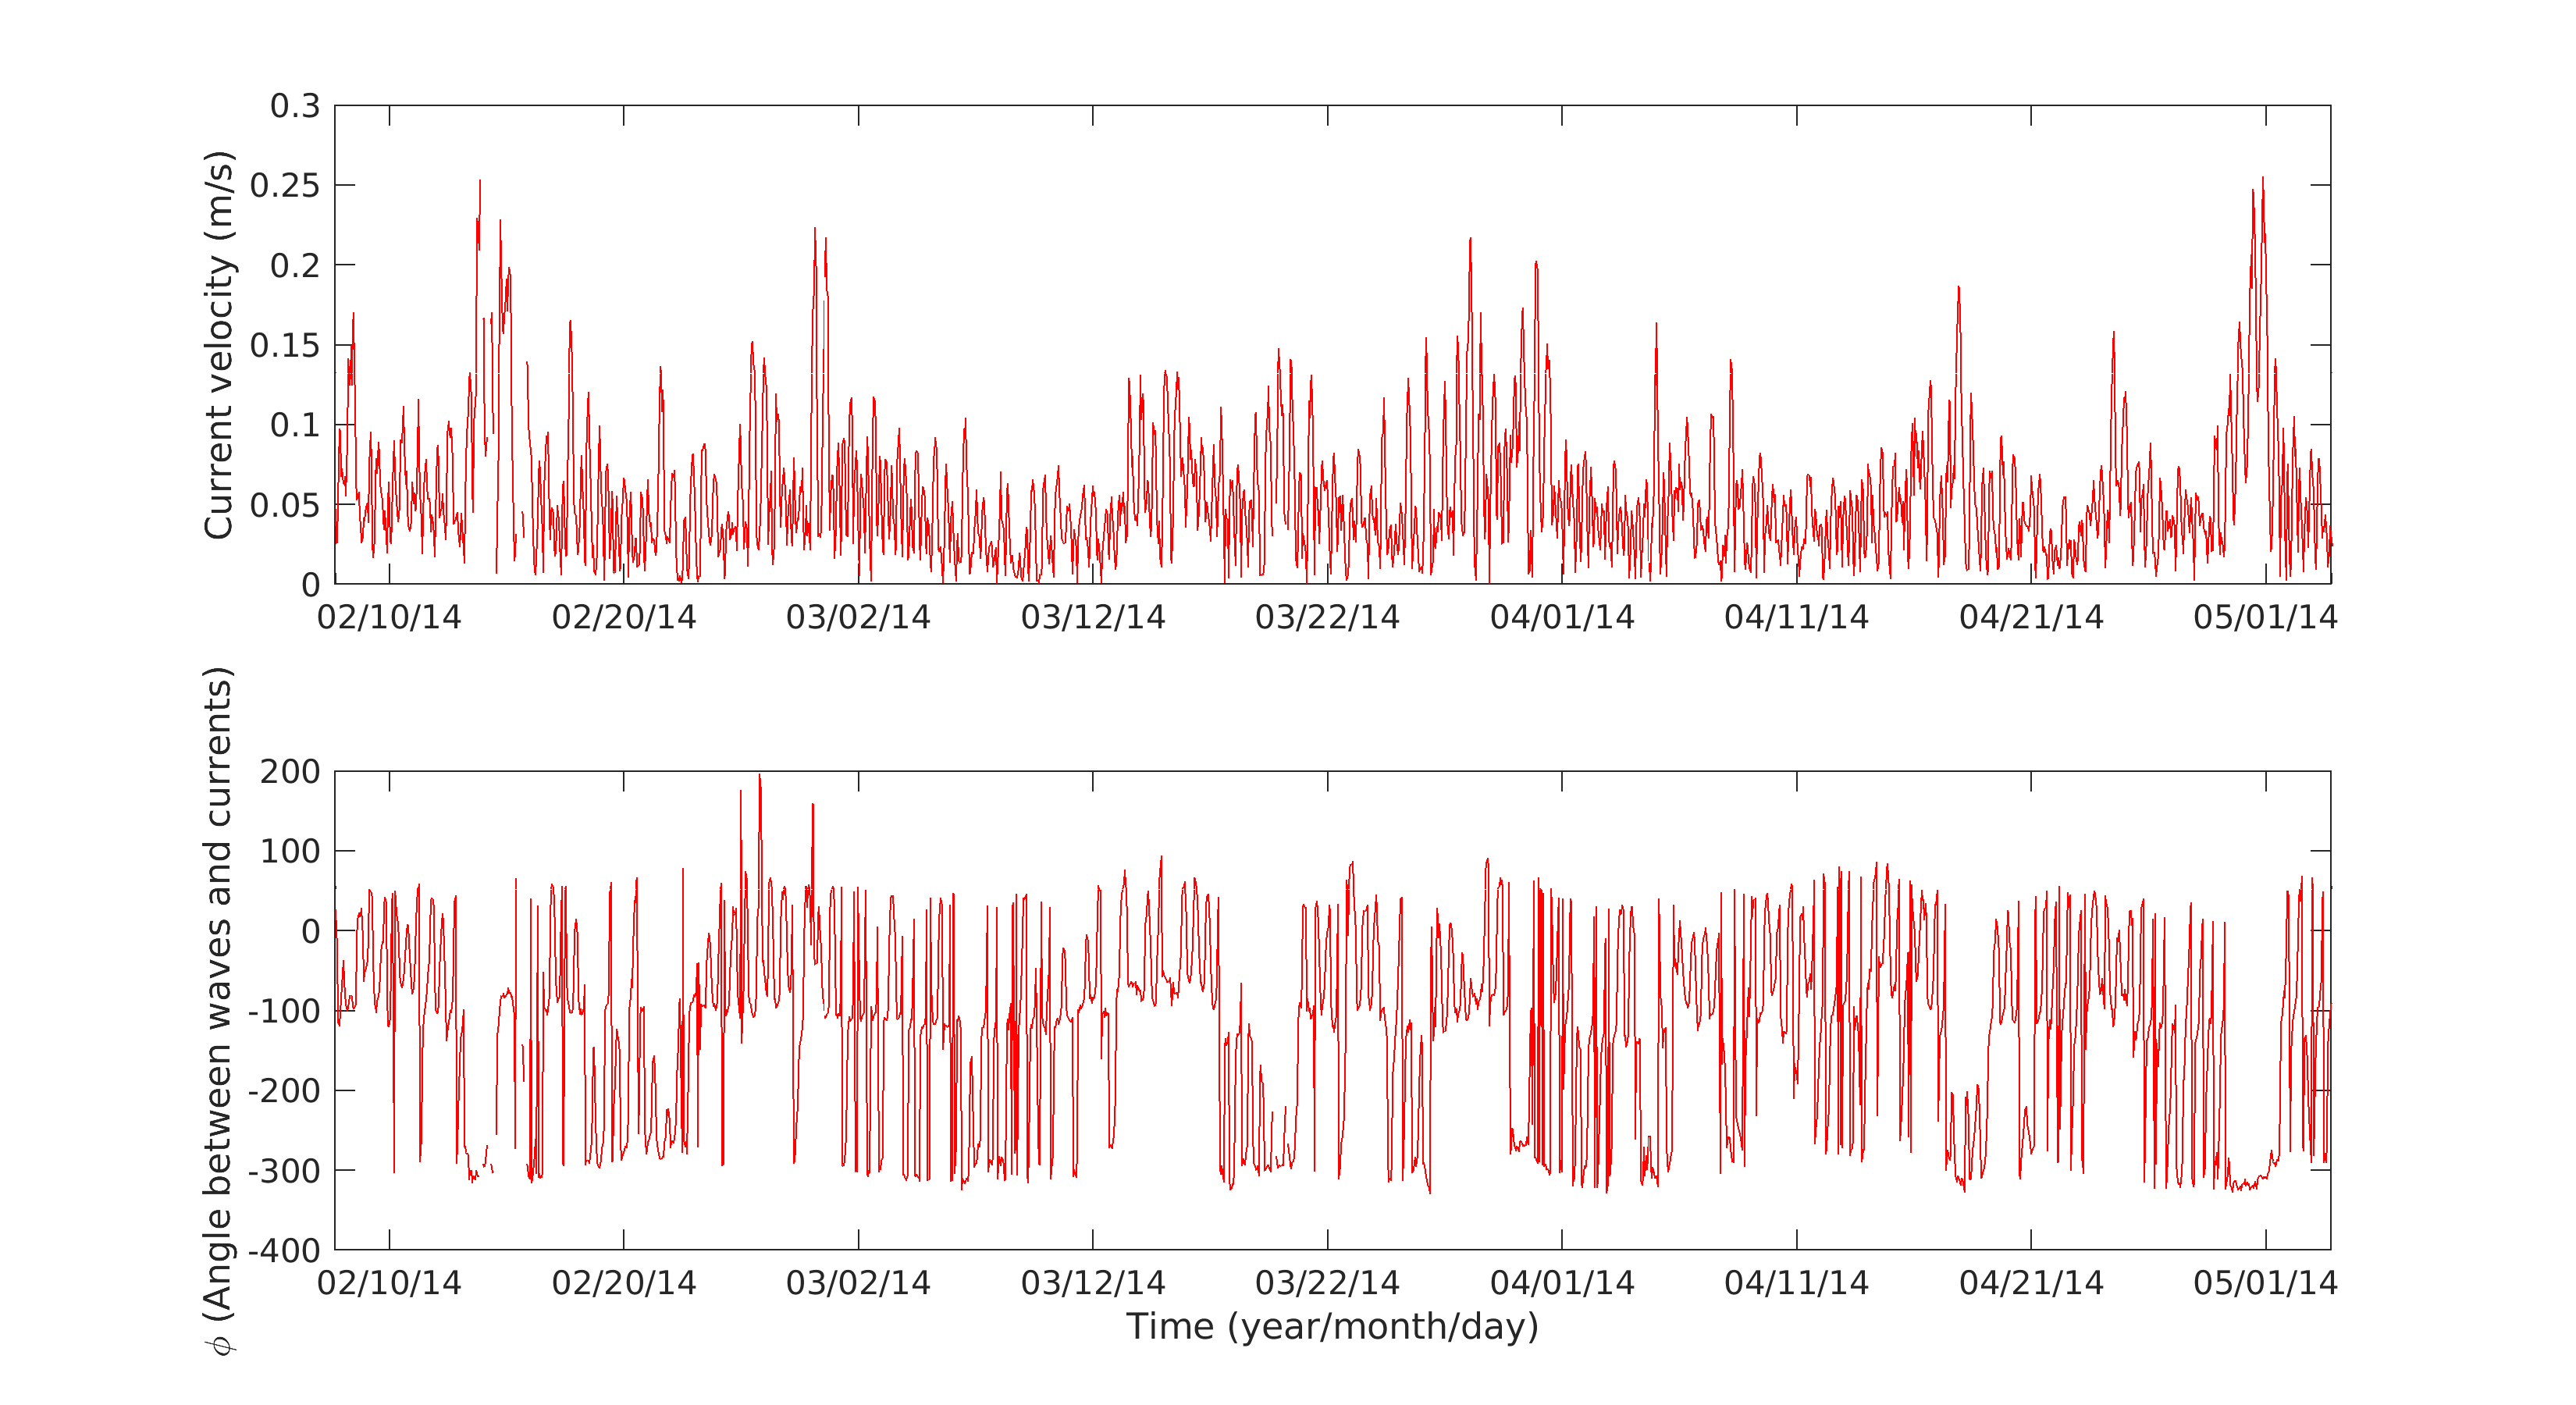 Current velocity (m/s)
0.3
0.25
0.2
0.15
0.1
0.05
0
02/10/14 02/20/14 03/02/14 03/12/14 03/22/14 04/01/14 04/11/14 04/21/14 05/01/14
ϕ (Angle between waves and currents)
200
100
0
-100
-200
-300
-400
02/10/14 02/20/14 03/02/14 03/12/14 03/22/14 04/01/14 04/11/14 04/21/14 05/01/14
Time (year/month/day)